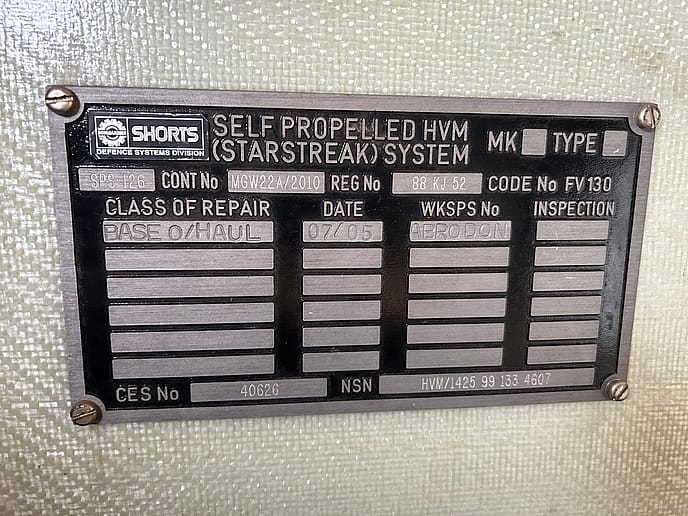 SHORTS
DEFENCE SYSTEMS DIVISION
SELF PROPELLED HVM
(STARSTREAK) SYSTEM
MK TYPE
SPS 126 CONT No MGW22A/2010 REG No 88 KJ 52 CODE No FV 130
CLASS OF REPAIR DATE WKSPS No INSPECTION
BASE O/HAUL 07/05 ABRODON
CES No 40626 NSN HVM/1425 99 133 4607